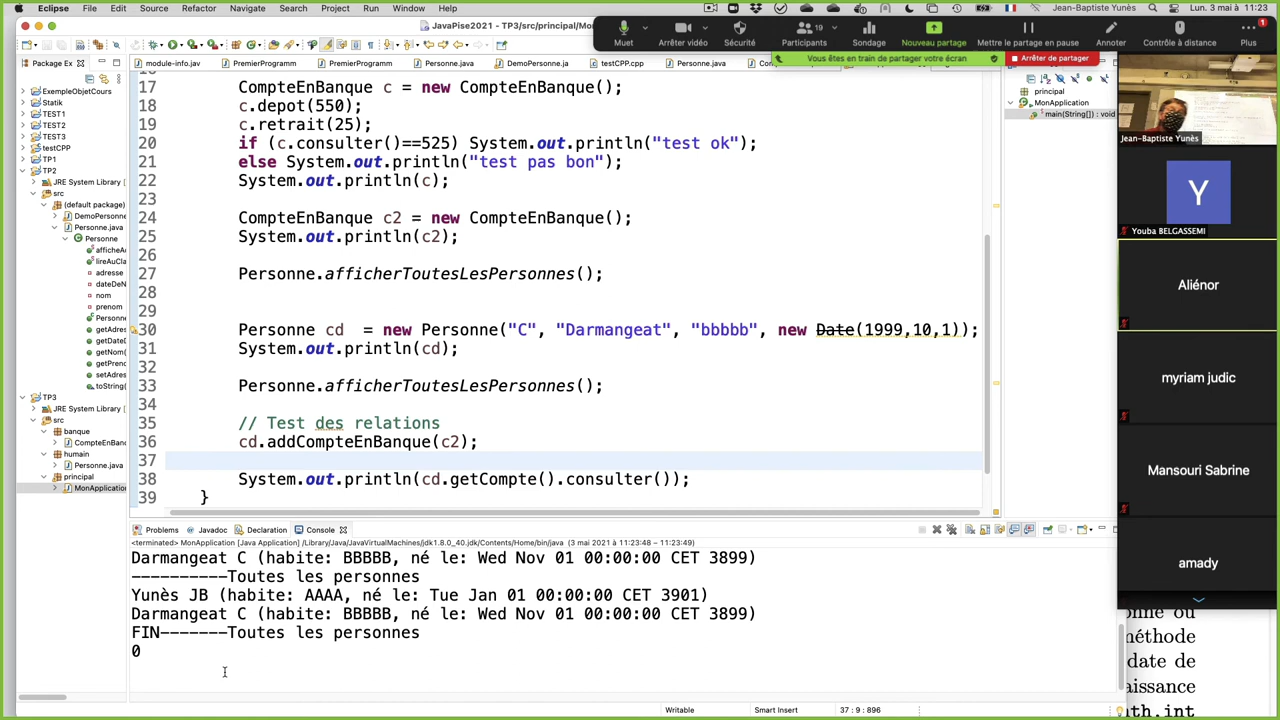 Eclipse File Edit Source Refactor Navigate Search Project Run Window Help
Jean-Baptiste Yunès Lun. 3 mai à 11:23
JavaPise2021 - TP3/src/principal/Mo
Muet Arrêter vidéo Sécurité Participants 19 Sondage Nouveau partage Mettre le partage en pause Annoter Contrôle à distance Plus
Vous êtes en train de partager votre écran Arrêter de partager
Package Ex
module-info.jav PremierProgramm PremierProgramm Personne.java DemoPersonne.ja testCPP.cpp Personne.java
ExempleObjetCours
Statik
TEST1
TEST2
TEST3
testCPP
TP1
TP2
JRE System Library
src
(default package)
DemoPersonne
Personne.java
Personne
afficheAu
lireAuCla
adresse
dateDeN
nom
prenom
Personne
getAdres
getDateD
getNom(
getPreno
setAdres
toString(
TP3
JRE System Library
src
banque
CompteEnBanq
humain
Personne.java
principal
MonApplication
17 CompteEnBanque c = new CompteEnBanque();
18 c.depot(550);
19 c.retrait(25);
20 if (c.consulter()==525) System.out.println("test ok");
21 else System.out.println("test pas bon");
22 System.out.println(c);
23
24 CompteEnBanque c2 = new CompteEnBanque();
25 System.out.println(c2);
26
27 Personne.afficherToutesLesPersonnes();
28
29
30 Personne cd  = new Personne("C", "Darmangeat", "bbbbb", new Date(1999,10,1));
31 System.out.println(cd);
32
33 Personne.afficherToutesLesPersonnes();
34
35 // Test des relations
36 cd.addCompteEnBanque(c2);
37
38 System.out.println(cd.getCompte().consulter());
39 }
principal
MonApplication
main(String[]) : void
Jean-Baptiste Yunès
Y
Youba BELGASSEMI
Aliénor
myriam judic
Mansouri Sabrine
amady
Problems Javadoc Declaration Console
<terminated> MonApplication [Java Application] /Library/Java/JavaVirtualMachines/jdk1.8.0_40.jdk/Contents/Home/bin/java (3 mai 2021 à 11:23:48 – 11:23:49)
Darmangeat C (habite: BBBBB, né le: Wed Nov 01 00:00:00 CET 3899)
----------Toutes les personnes
Yunès JB (habite: AAAA, né le: Tue Jan 01 00:00:00 CET 3901)
Darmangeat C (habite: BBBBB, né le: Wed Nov 01 00:00:00 CET 3899)
FIN-------Toutes les personnes
0
méthode
date de
aissance
ath.int
Writable Smart Insert 37 : 9 : 896